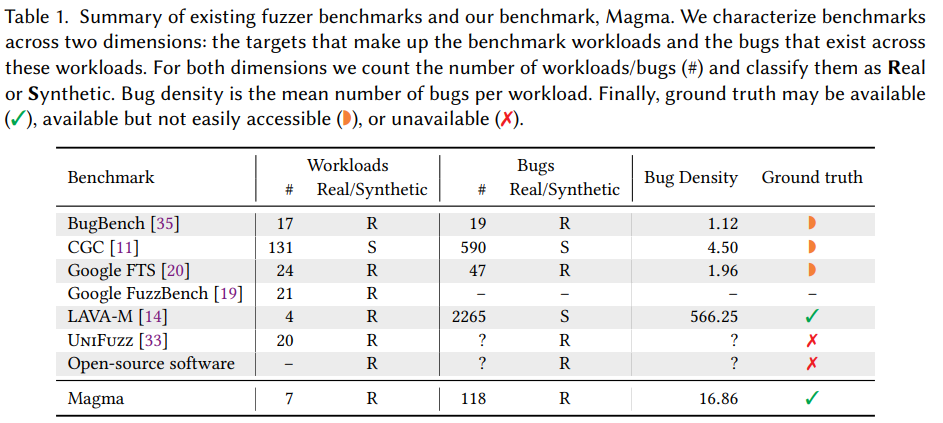 Table 1. Summary of existing fuzzer benchmarks and our benchmark, Magma. We characterize benchmarks
across two dimensions: the targets that make up the benchmark workloads and the bugs that exist across
these workloads. For both dimensions we count the number of workloads/bugs (#) and classify them as Real
or Synthetic. Bug density is the mean number of bugs per workload. Finally, ground truth may be available
(✓), available but not easily accessible (◗), or unavailable (✗).
Benchmark Workloads Bugs Bug Density Ground truth
# Real/Synthetic # Real/Synthetic
BugBench [35] 17 R 19 R 1.12 ◗
CGC [11] 131 S 590 S 4.50 ◗
Google FTS [20] 24 R 47 R 1.96 ◗
Google FuzzBench [19] 21 R – – – –
LAVA-M [14] 4 R 2265 S 566.25 ✓
UniFuzz [33] 20 R ? R ? ✗
Open-source software – R ? R ? ✗
Magma 7 R 118 R 16.86 ✓